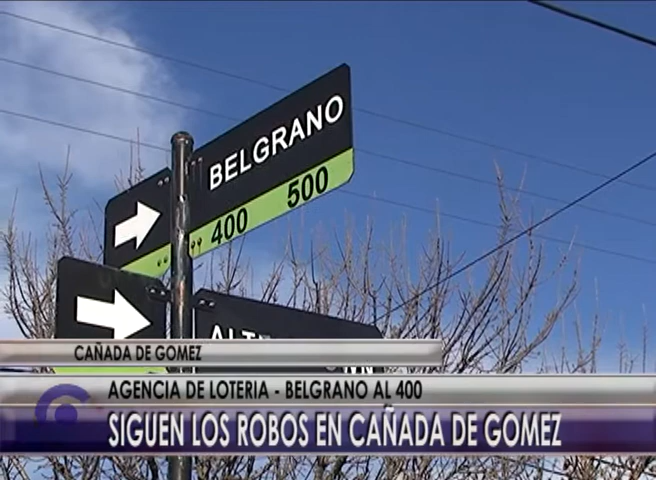 BELGRANO
400 500
CAÑADA DE GOMEZ
AGENCIA DE LOTERIA - BELGRANO AL 400
SIGUEN LOS ROBOS EN CAÑADA DE GOMEZ